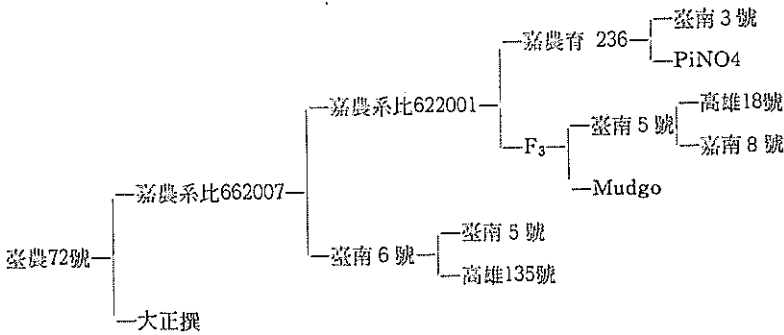 臺南 3 號
嘉農育 236
PiNO4
高雄18號
嘉農系比622001
臺南 5 號
F₃
嘉南 8 號
嘉農系比662007
Mudgo
臺南 5 號
臺農72號
臺南 6 號
高雄135號
大正撰